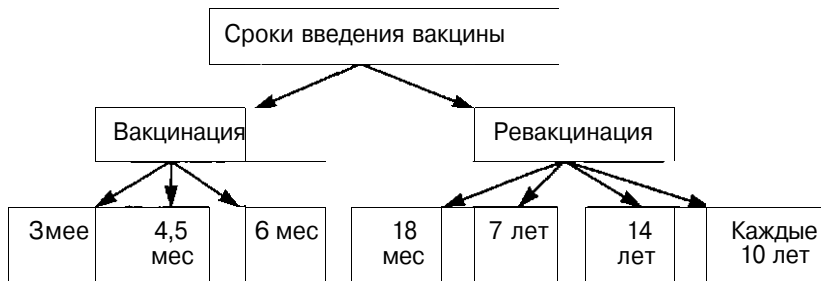 Сроки введения вакцины
Вакцинация
Ревакцинация
Змее
4,5
мес
6 мес
18
мес
7 лет
14
лет
Каждые
10 лет